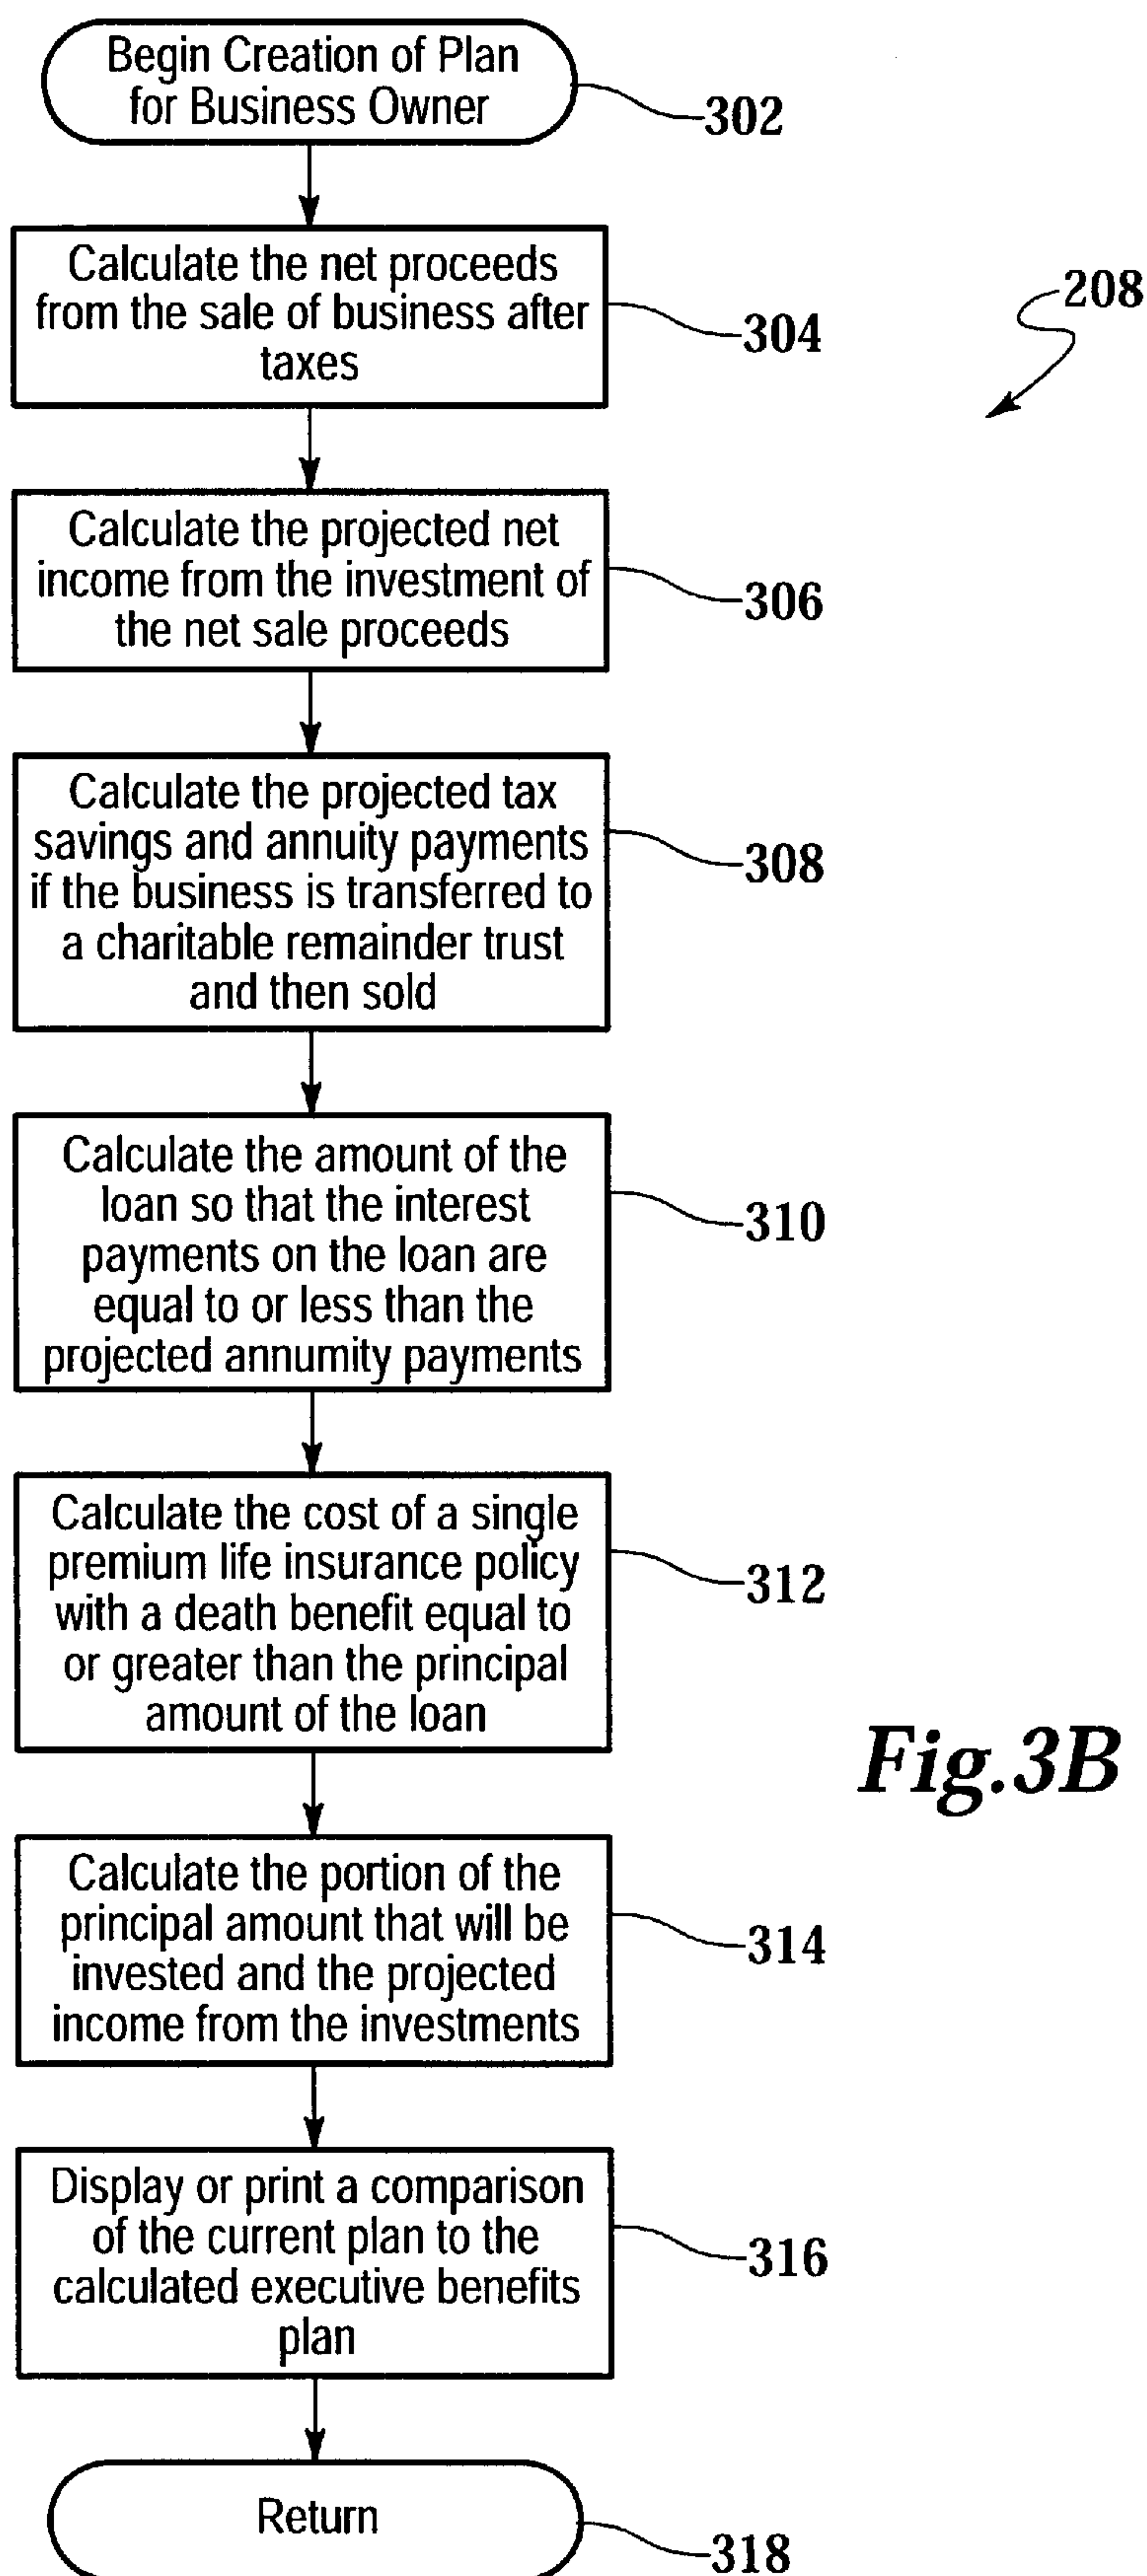 Begin Creation of Plan
for Business Owner
302
Calculate the net proceeds
from the sale of business after
taxes
304
208
Calculate the projected net
income from the investment of
the net sale proceeds
306
Calculate the projected tax
savings and annuity payments
if the business is transferred to
a charitable remainder trust
and then sold
308
Calculate the amount of the
loan so that the interest
payments on the loan are
equal to or less than the
projected annumity payments
310
Calculate the cost of a single
premium life insurance policy
with a death benefit equal to
or greater than the principal
amount of the loan
312
Fig.3B
Calculate the portion of the
principal amount that will be
invested and the projected
income from the investments
314
Display or print a comparison
of the current plan to the
calculated executive benefits
plan
316
Return
318